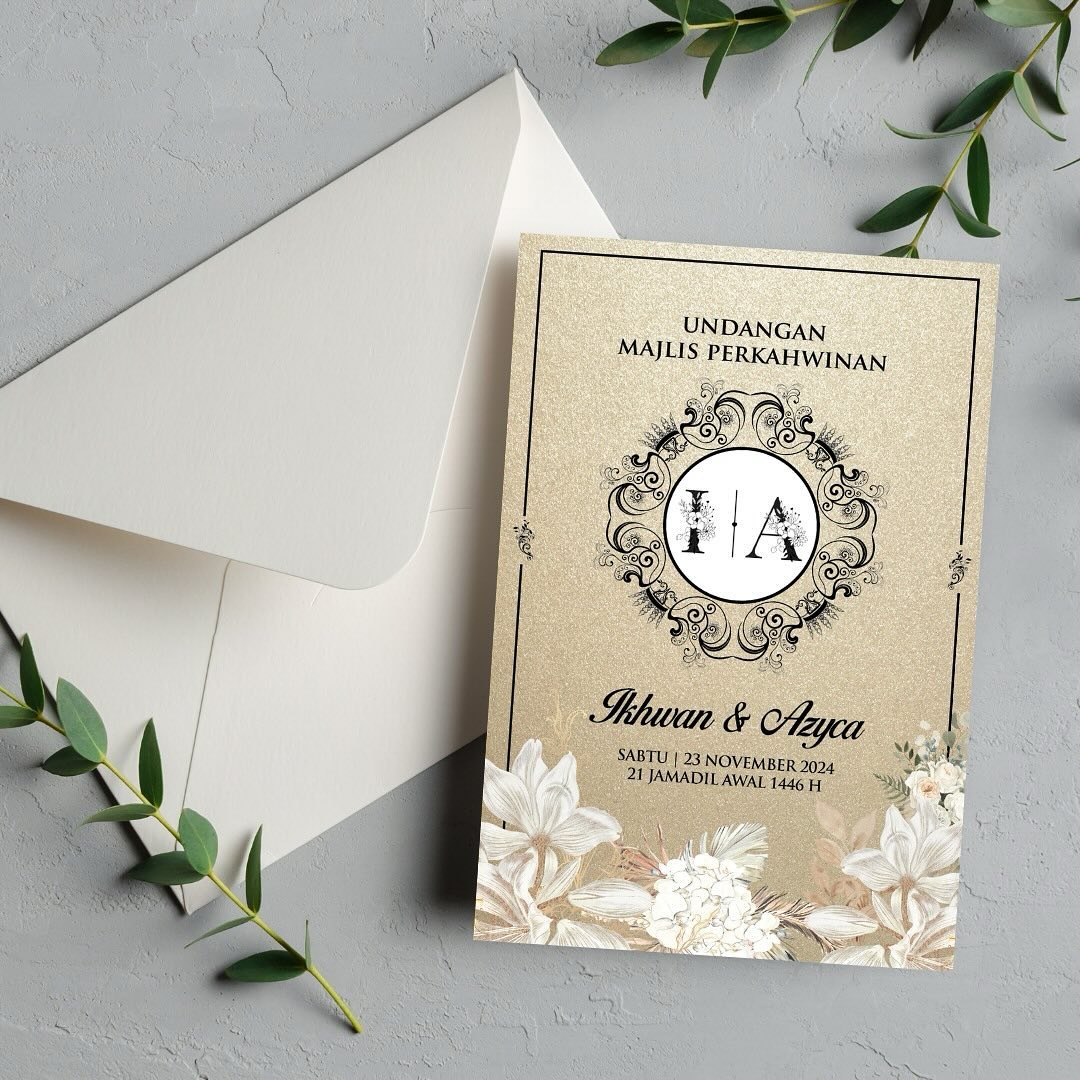 UNDANGAN
MAJLIS PERKAHWINAN
I | A
Ikhwan & Azyca
SABTU | 23 NOVEMBER 2024
21 JAMADIL AWAL 1446 H